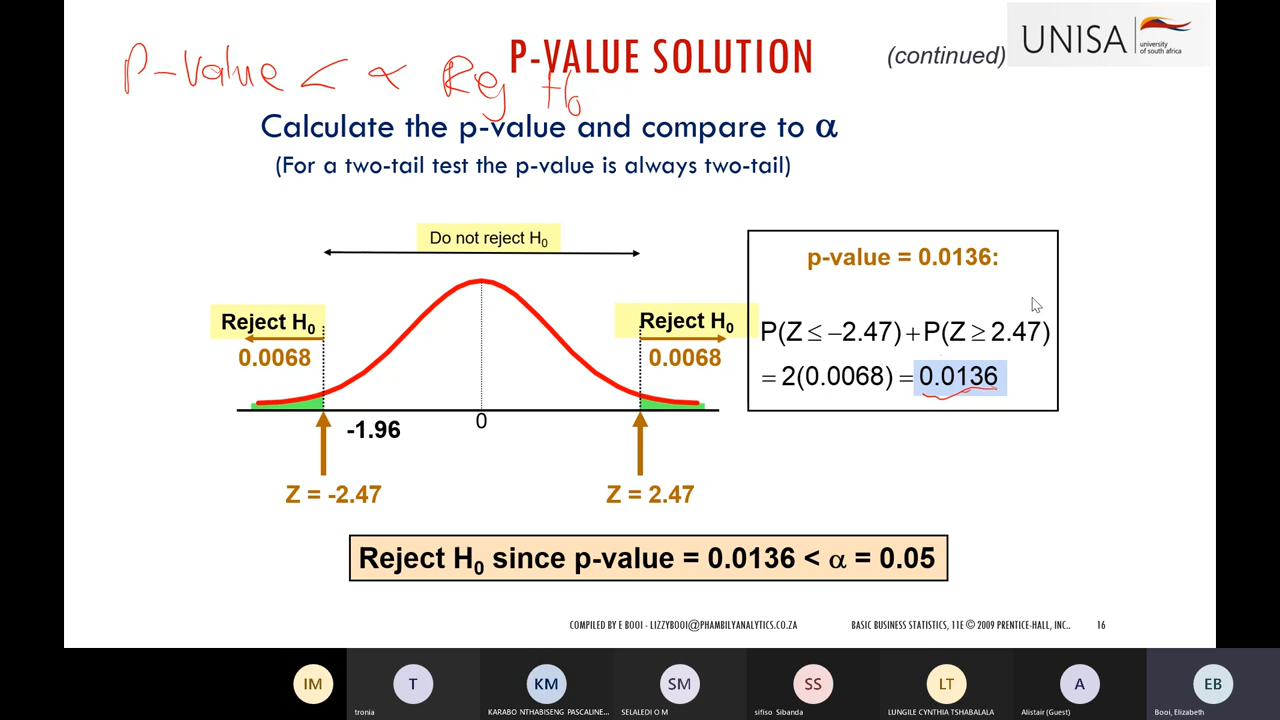 UNISA
university
of south africa
P-VALUE SOLUTION
(continued)
P-value < α Rej H₀
Calculate the p-value and compare to α
(For a two-tail test the p-value is always two-tail)
Do not reject H₀
p-value = 0.0136:
Reject H₀
Reject H₀
P(Z ≤ −2.47) + P(Z ≥ 2.47)
0.0068
0.0068
= 2(0.0068) = 0.0136
-1.96
0
Z = -2.47
Z = 2.47
Reject H₀ since p-value = 0.0136 < α = 0.05
COMPILED BY E BOOI - LIZZYBOOI@PHAMBILYANALYTICS.CO.ZA
BASIC BUSINESS STATISTICS, 11E © 2009 PRENTICE-HALL, INC..
16
IM
T
KM
SM
SS
LT
A
EB
tronia
KARABO NTHABISENG PASCALINE...
SELALEDI O M
sifiso Sibanda
LUNGILE CYNTHIA TSHABALALA
Alistair (Guest)
Booi, Elizabeth